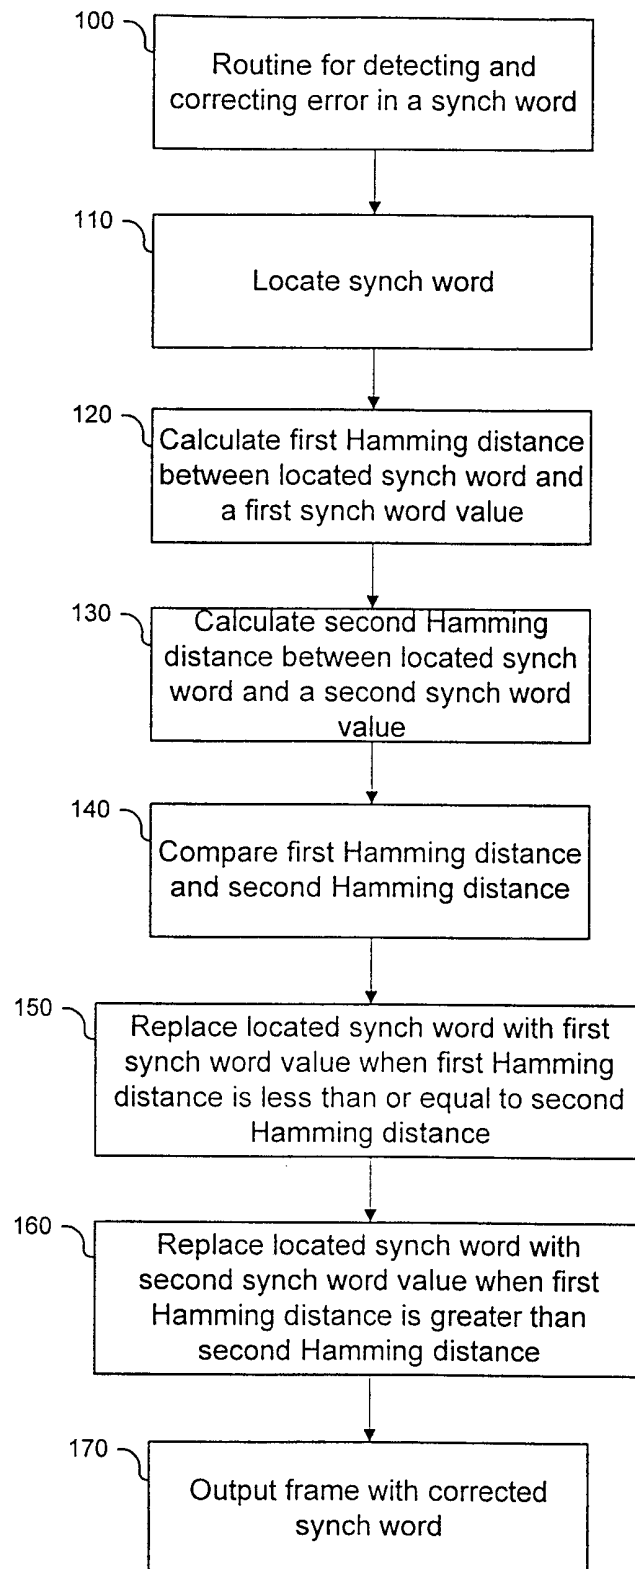 100
Routine for detecting and
correcting error in a synch word
110
Locate synch word
120
Calculate first Hamming distance
between located synch word and
a first synch word value
130
Calculate second Hamming
distance between located synch
word and a second synch word
value
140
Compare first Hamming distance
and second Hamming distance
150
Replace located synch word with first
synch word value when first Hamming
distance is less than or equal to second
Hamming distance
160
Replace located synch word with
second synch word value when first
Hamming distance is greater than
second Hamming distance
170
Output frame with corrected
synch word